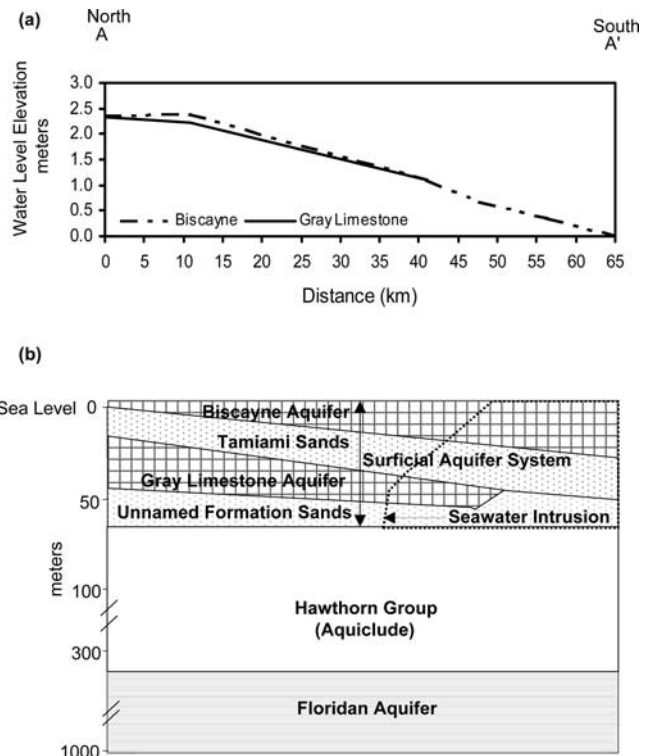 (a)
North
A
South
A'
Water Level Elevation
meters
3.0
2.5
2.0
1.5
1.0
0.5
0.0
Biscayne
Gray Limestone
0 5 10 15 20 25 30 35 40 45 50 55 60 65
Distance (km)
(b)
Sea Level 0
Biscayne Aquifer
Tamiami Sands
Surficial Aquifer System
Gray Limestone Aquifer
50
Unnamed Formation Sands
Seawater Intrusion
meters
100
Hawthorn Group
(Aquiclude)
300
Floridan Aquifer
1000